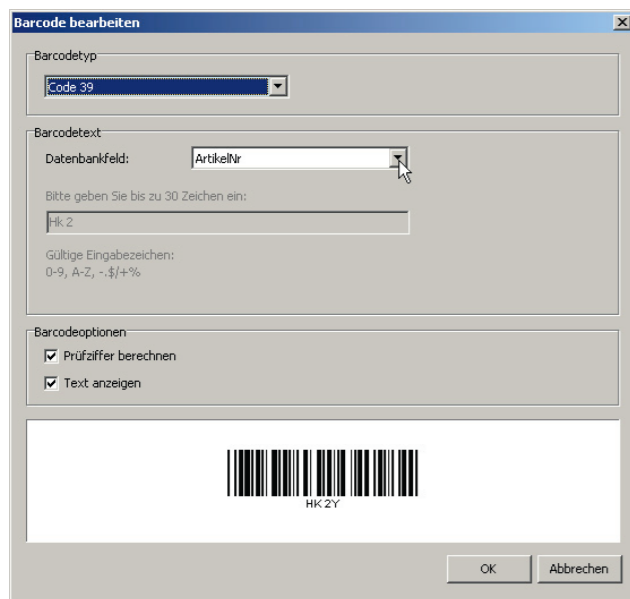 Barcode bearbeiten
Barcodetyp
Code 39
Barcodetext
Datenbankfeld: ArtikelNr
Bitte geben Sie bis zu 30 Zeichen ein:
Hk 2
Gültige Eingabezeichen:
0-9, A-Z, -.$/+%
Barcodeoptionen
Prüfziffer berechnen
Text anzeigen
HK 2Y
OK Abbrechen